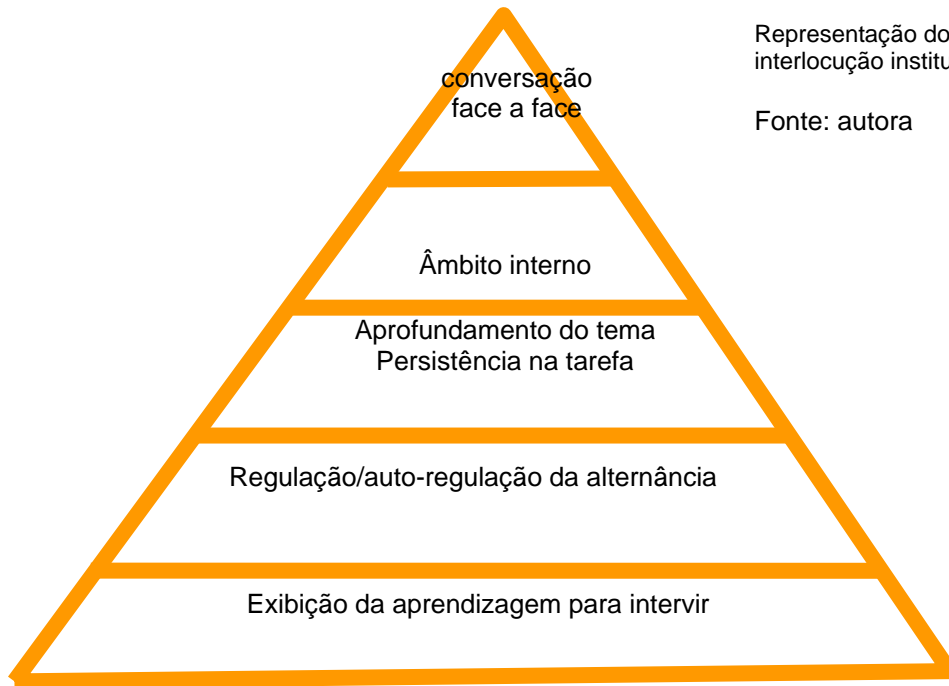 Representação do
interlocução
Fonte: autora
conversação
face a face
Âmbito interno
Aprofundamento do tema
Persistência na tarefa
Regulação/auto-regulação da alternância
Exibição da aprendizagem para intervir